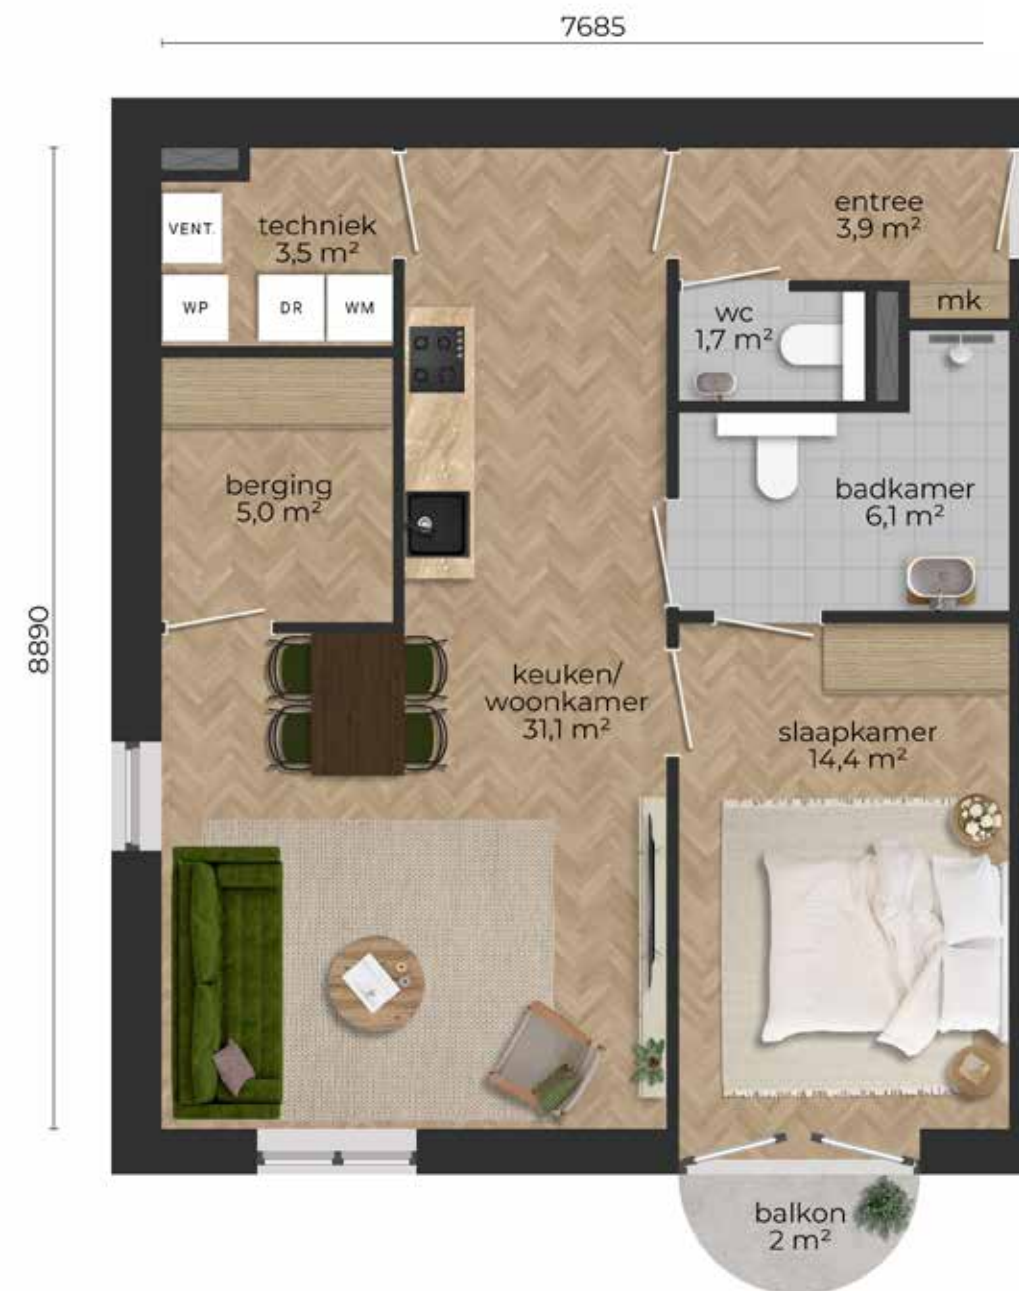 7685
VENT.
techniek
3,5 m²
entree
3,9 m²
WP
DR
WM
wc
1,7 m²
mk
berging
5,0 m²
badkamer
6,1 m²
8890
keuken/
woonkamer
31,1 m²
slaapkamer
14,4 m²
balkon
2 m²